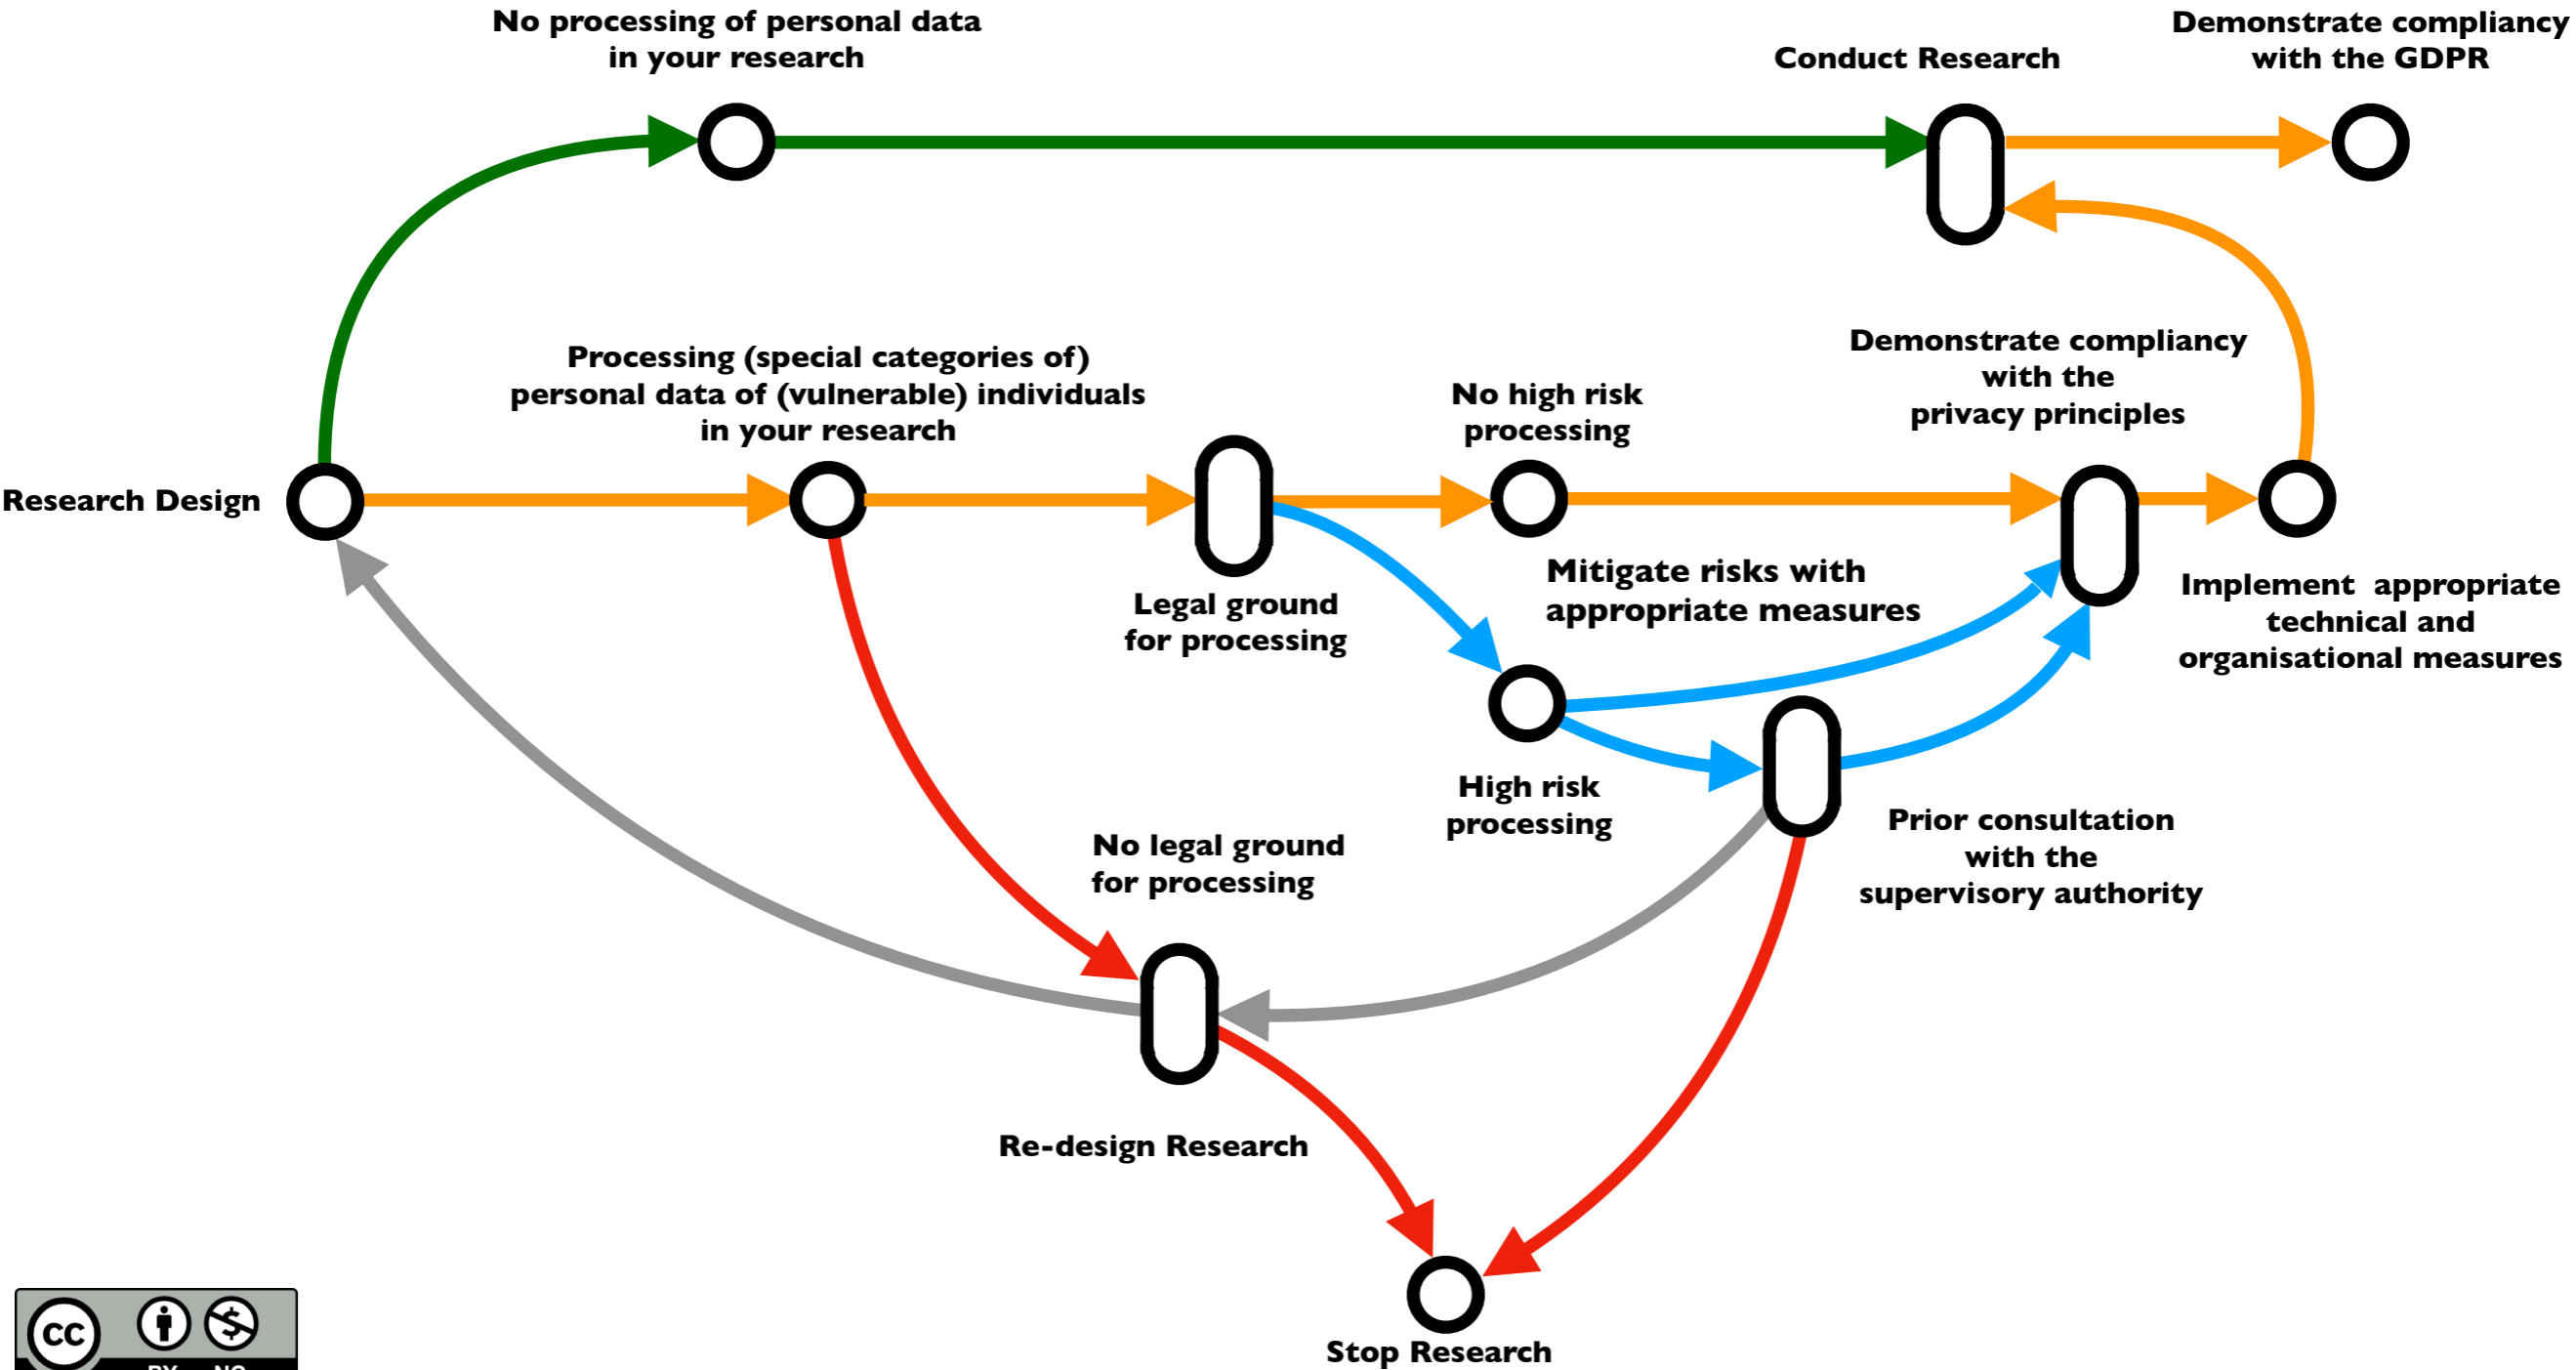 No processing of personal data
in your research
Conduct Research
Demonstrate compliancy
with the GDPR
Processing (special categories of)
personal data of (vulnerable) individuals
in your research
No high risk
processing
Demonstrate compliancy
with the
privacy principles
Research Design
Legal ground
for processing
Mitigate risks with
appropriate measures
Implement appropriate
technical and
organisational measures
High risk
processing
Prior consultation
with the
supervisory authority
No legal ground
for processing
Re-design Research
Stop Research
CC
BY NC